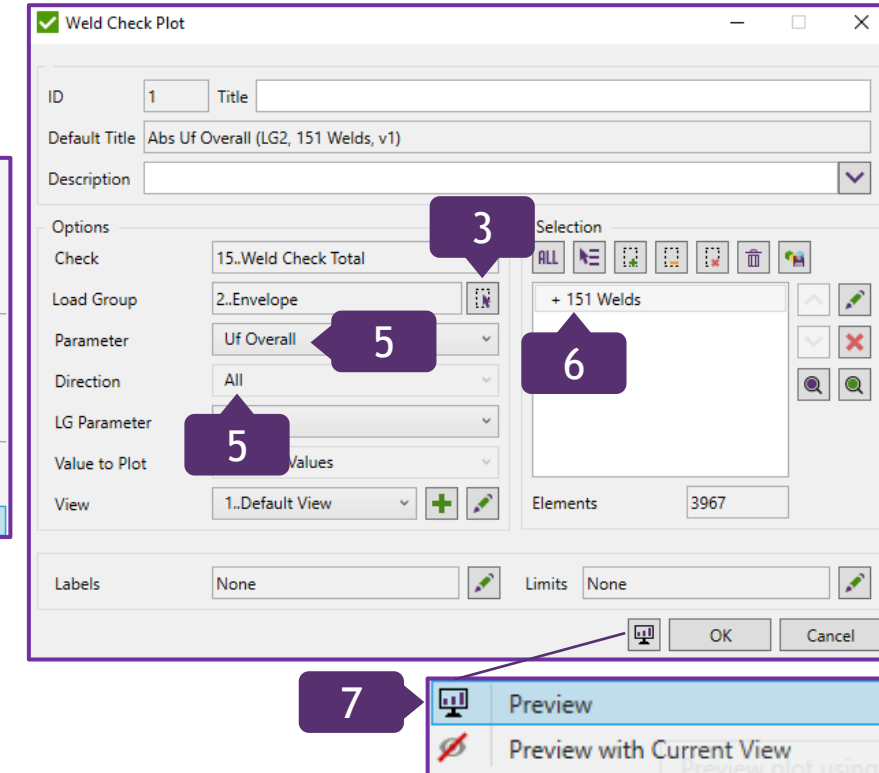 Weld Check Plot
ID 1 Title
Default Title Abs Uf Overall (LG2, 151 Welds, v1)
Description
Options
3
Selection
Check 15..Weld Check Total
ALL
Load Group 2..Envelope
+ 151 Welds
Parameter Uf Overall
5
6
Direction All
LG Parameter
5
Value to Plot Values
View 1..Default View
Elements 3967
Labels None
Limits None
OK Cancel
7
Preview
Preview with Current View
Preview plot using